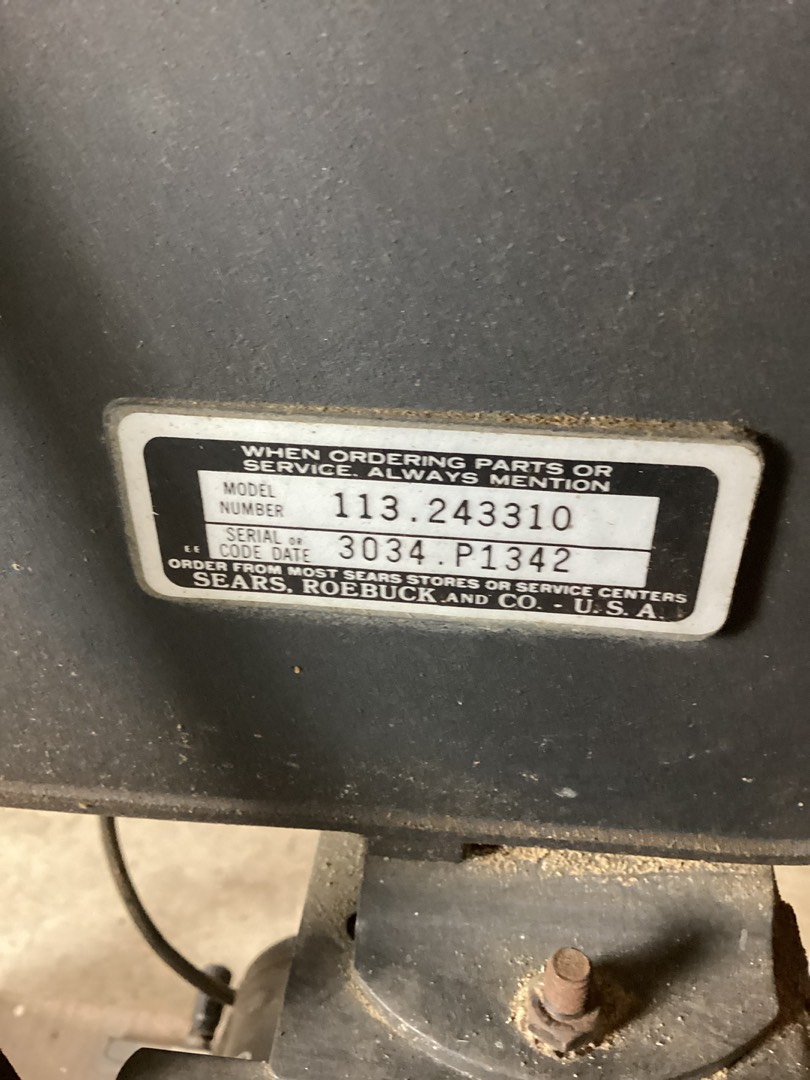 WHEN ORDERING PARTS OR
SERVICE. ALWAYS MENTION
MODEL
NUMBER 113.243310
SERIAL OR
E.E CODE DATE 3034.P1342
ORDER FROM MOST SEARS STORES OR SERVICE CENTERS
SEARS, ROEBUCK AND CO. - U.S.A.